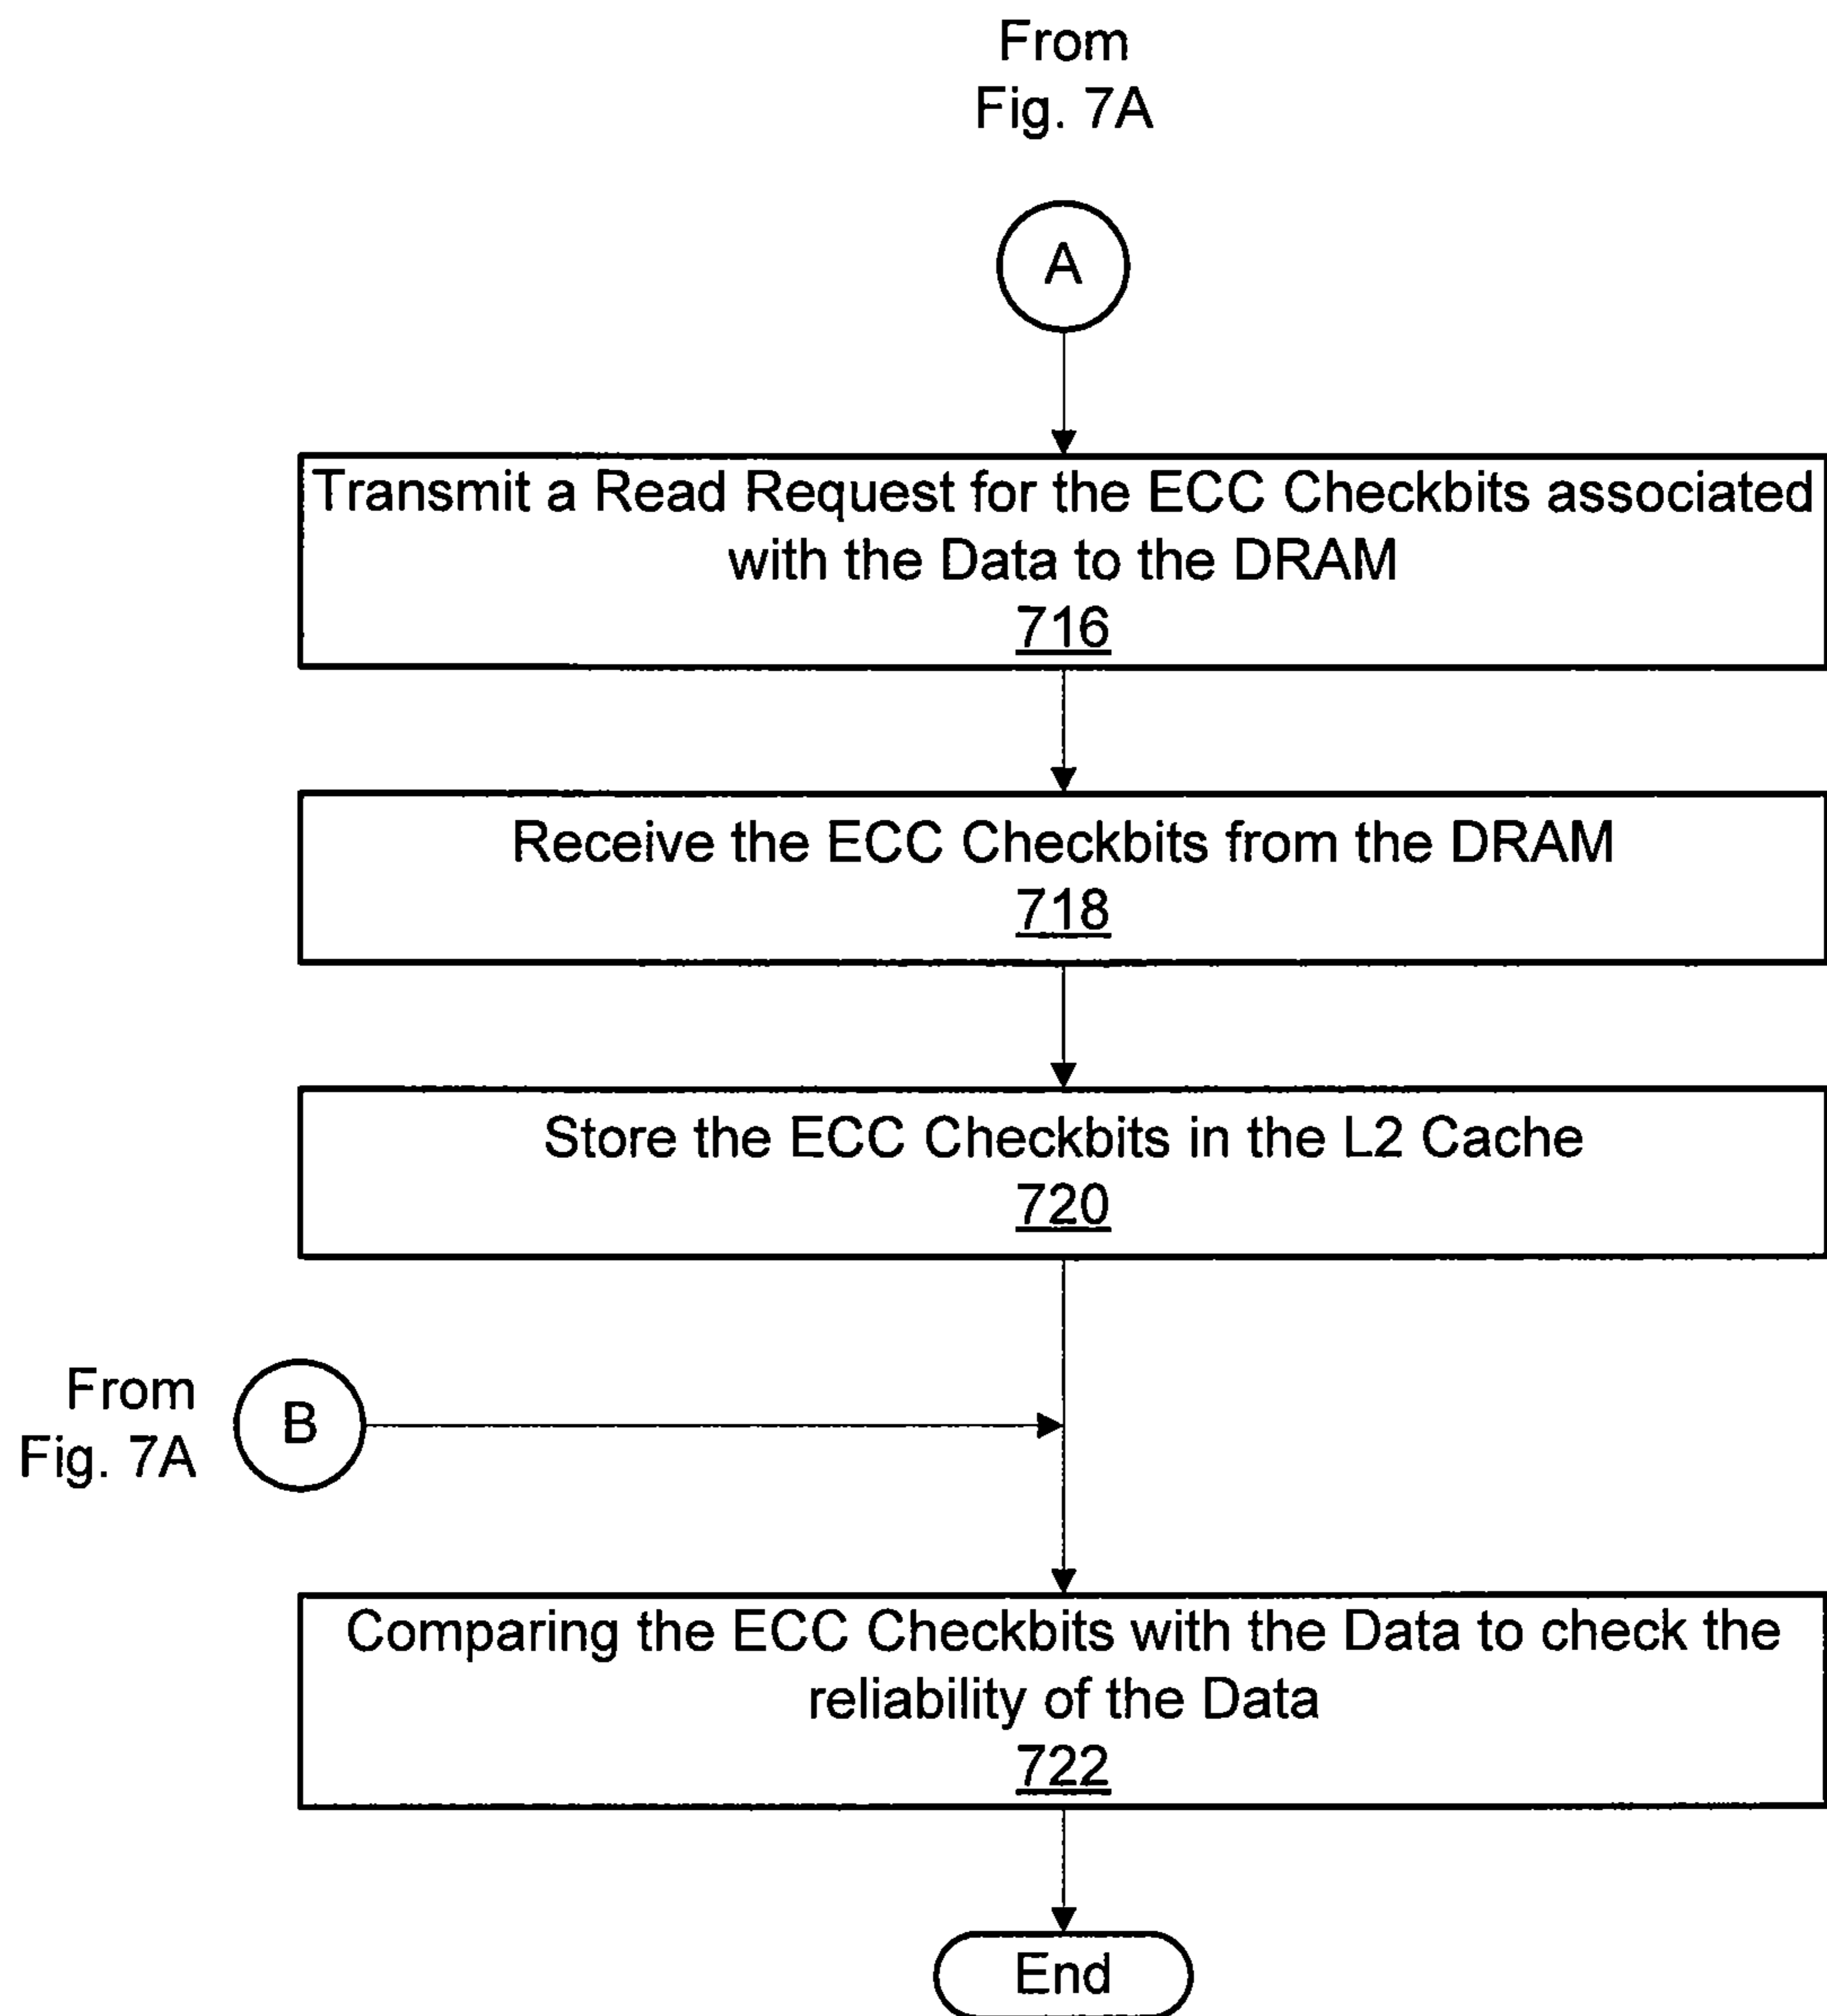 From
Fig. 7A
A
Transmit a Read Request for the ECC Checkbits associated
with the Data to the DRAM
716
Receive the ECC Checkbits from the DRAM
718
Store the ECC Checkbits in the L2 Cache
720
From
Fig. 7A
B
Comparing the ECC Checkbits with the Data to check the
reliability of the Data
722
End